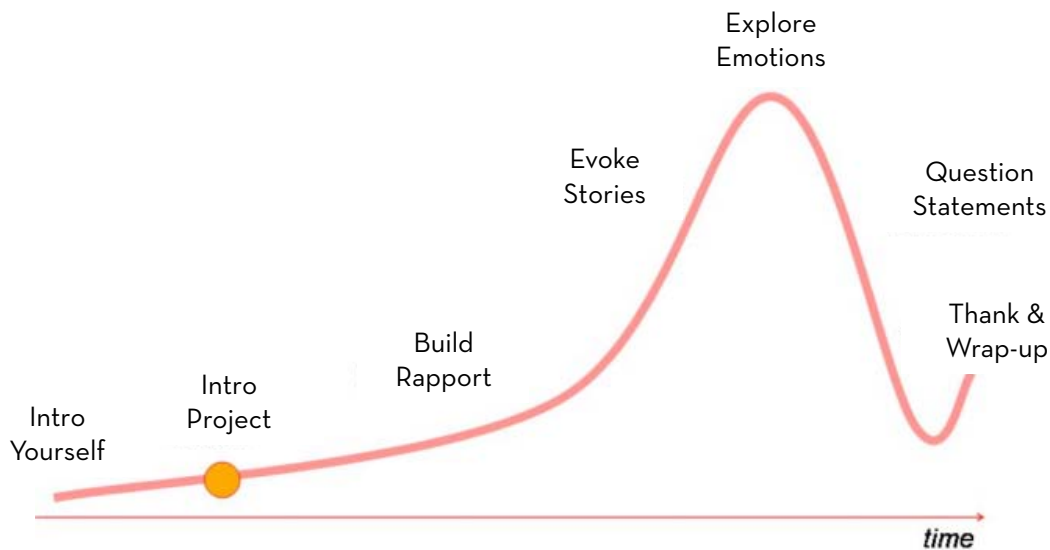 Intro
Yourself
Intro
Project
Build
Rapport
Evoke
Stories
Explore
Emotions
Question
Statements
Thank &
Wrap-up
time